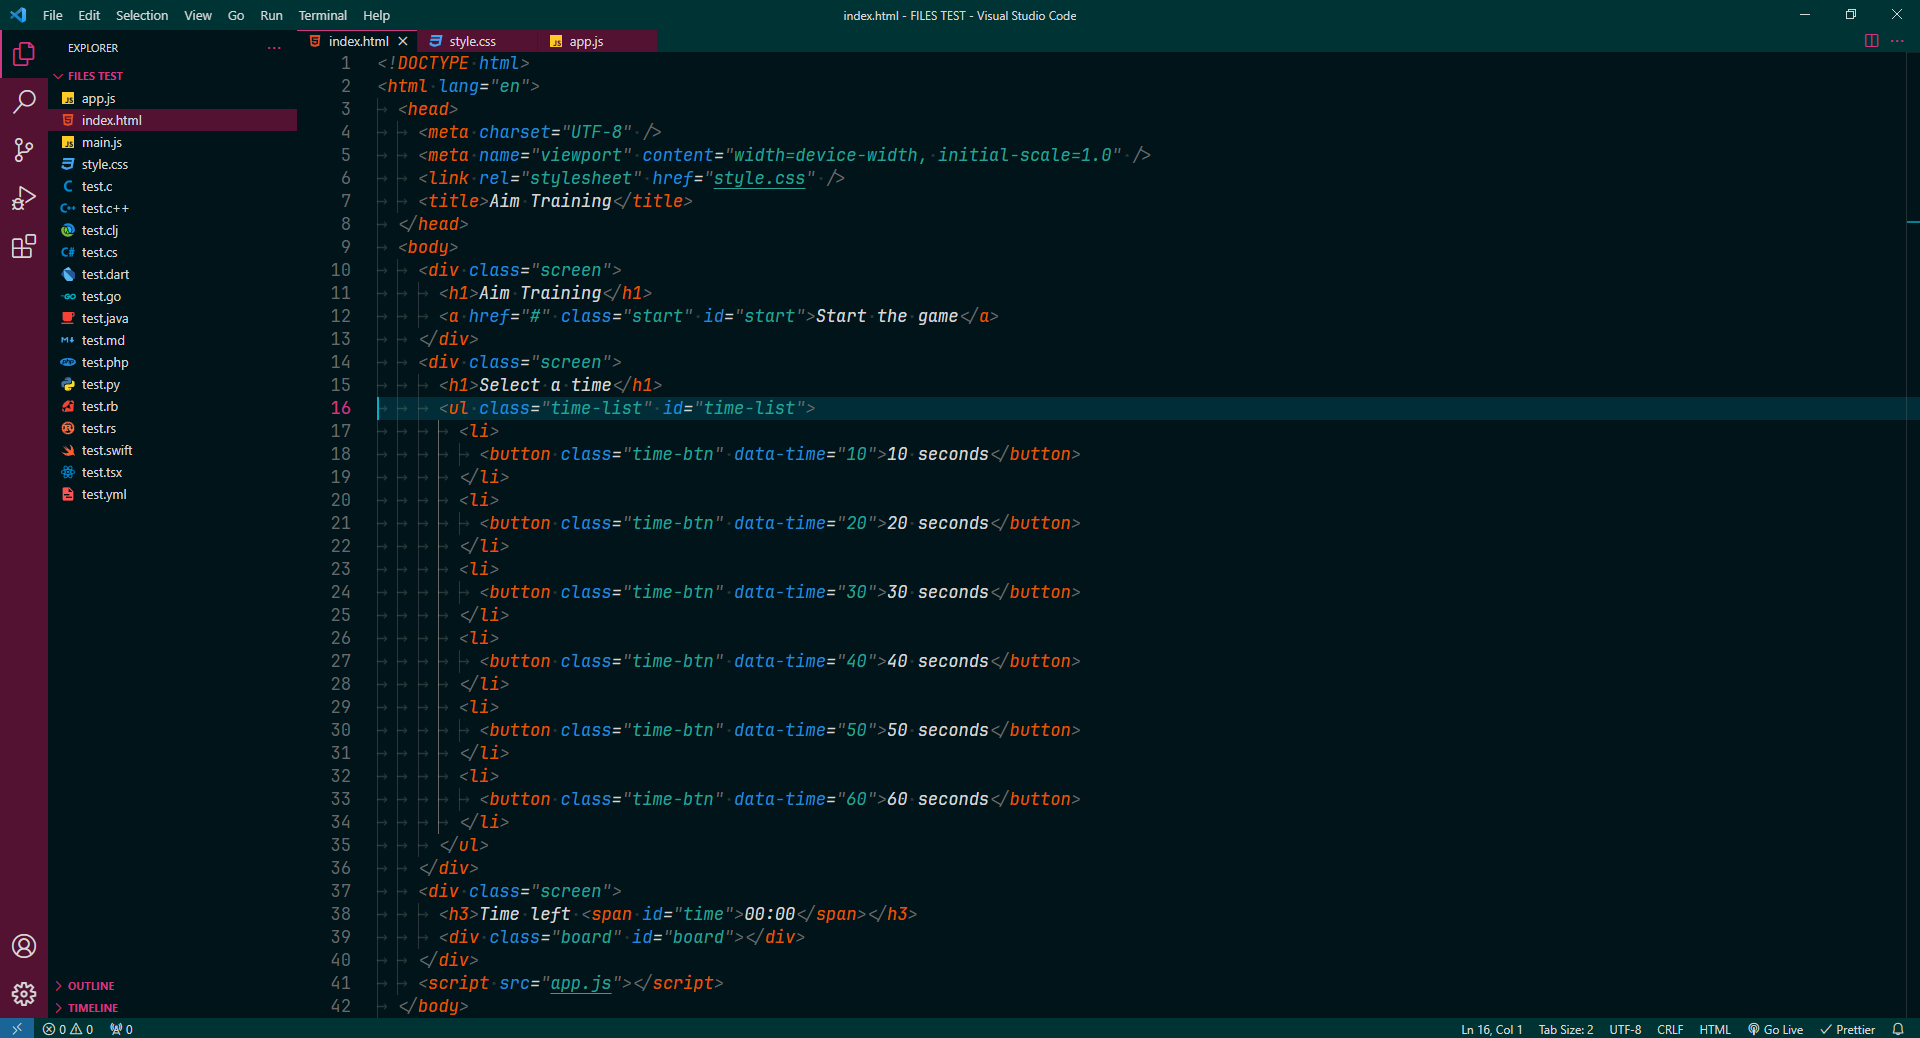 File Edit Selection View Go Run Terminal Help
index.html - FILES TEST - Visual Studio Code
EXPLORER
FILES TEST
app.js
index.html
main.js
style.css
test.c
test.c++
test.clj
test.cs
test.dart
test.go
test.java
test.md
test.php
test.py
test.rb
test.rs
test.swift
test.tsx
test.yml
OUTLINE
TIMELINE
index.html style.css app.js
1 <!DOCTYPE html>
2 <html lang="en">
3 <head>
4 <meta charset="UTF-8" />
5 <meta name="viewport" content="width=device-width, initial-scale=1.0" />
6 <link rel="stylesheet" href="style.css" />
7 <title>Aim Training</title>
8 </head>
9 <body>
10 <div class="screen">
11 <h1>Aim Training</h1>
12 <a href="#" class="start" id="start">Start the game</a>
13 </div>
14 <div class="screen">
15 <h1>Select a time</h1>
16 <ul class="time-list" id="time-list">
17 <li>
18 <button class="time-btn" data-time="10">10 seconds</button>
19 </li>
20 <li>
21 <button class="time-btn" data-time="20">20 seconds</button>
22 </li>
23 <li>
24 <button class="time-btn" data-time="30">30 seconds</button>
25 </li>
26 <li>
27 <button class="time-btn" data-time="40">40 seconds</button>
28 </li>
29 <li>
30 <button class="time-btn" data-time="50">50 seconds</button>
31 </li>
32 <li>
33 <button class="time-btn" data-time="60">60 seconds</button>
34 </li>
35 </ul>
36 </div>
37 <div class="screen">
38 <h3>Time left <span id="time">00:00</span></h3>
39 <div class="board" id="board"></div>
40 </div>
41 <script src="app.js"></script>
42 </body>
0 0 0
Ln 16, Col 1 Tab Size: 2 UTF-8 CRLF HTML Go Live Prettier